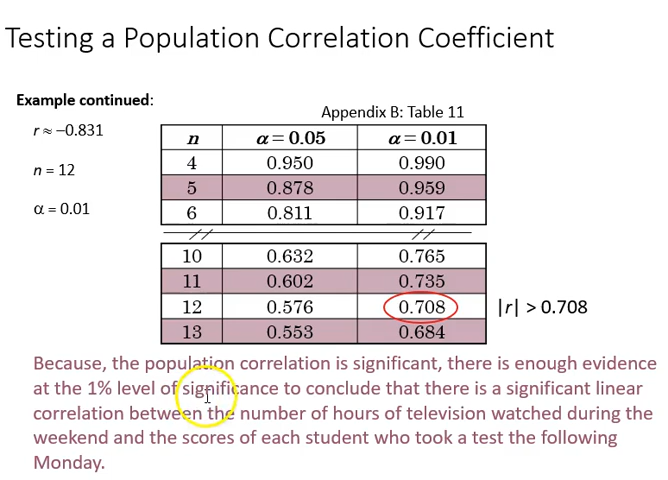 Testing a Population Correlation Coefficient
Example continued:
r ≈ −0.831
n = 12
α = 0.01
Appendix B: Table 11
n α = 0.05 α = 0.01
4 0.950 0.990
5 0.878 0.959
6 0.811 0.917
10 0.632 0.765
11 0.602 0.735
12 0.576 0.708
13 0.553 0.684
|r| > 0.708
Because, the population correlation is significant, there is enough evidence
at the 1% level of significance to conclude that there is a significant linear
correlation between the number of hours of television watched during the
weekend and the scores of each student who took a test the following
Monday.